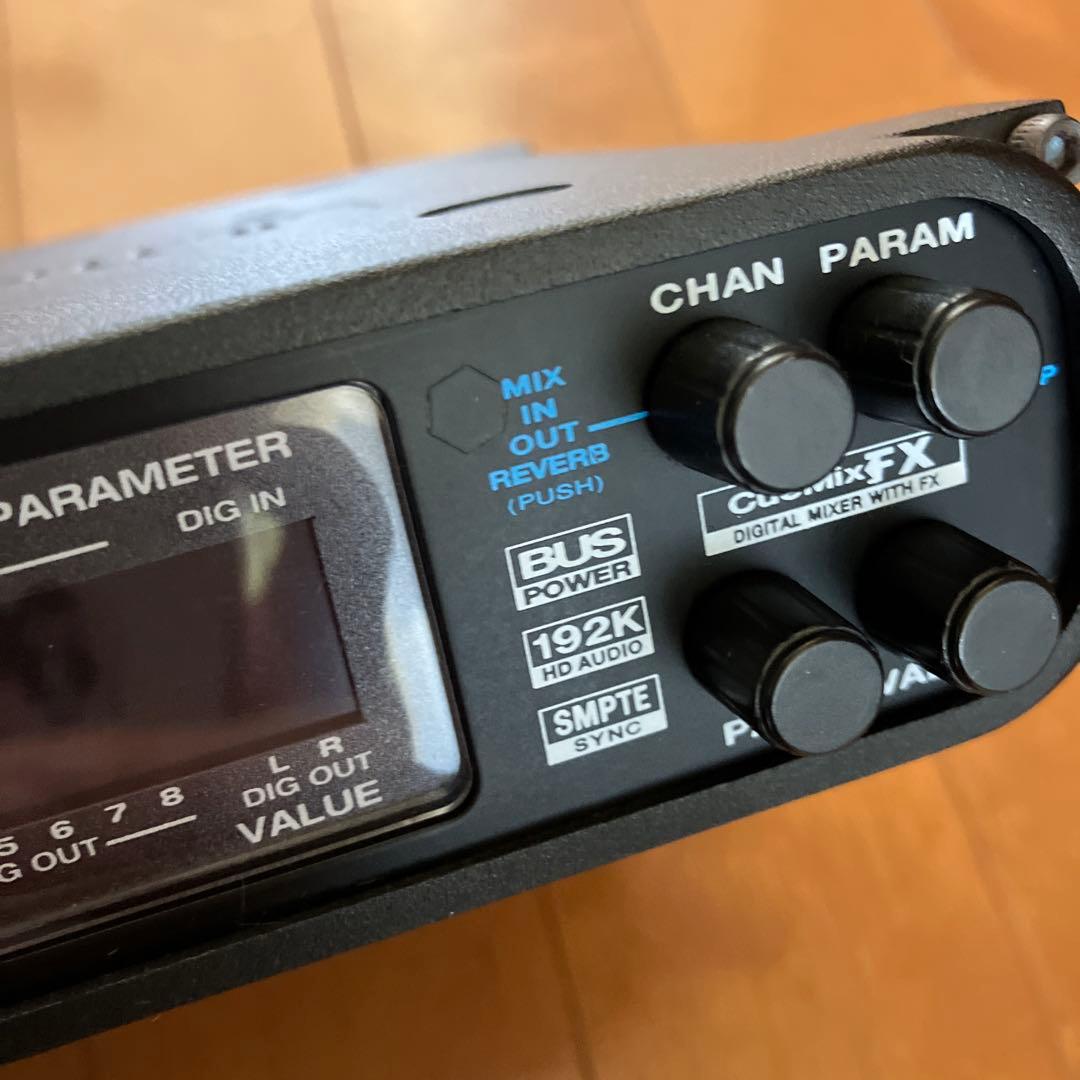 PARAMETER
DIG IN
5 6 7 8
G OUT
L R
DIG OUT
VALUE
CHAN
PARAM
MIX
IN
OUT
REVERB
(PUSH)
P
CueMix FX
DIGITAL MIXER WITH FX
BUS
POWER
192K
HD AUDIO
SMPTE
SYNC